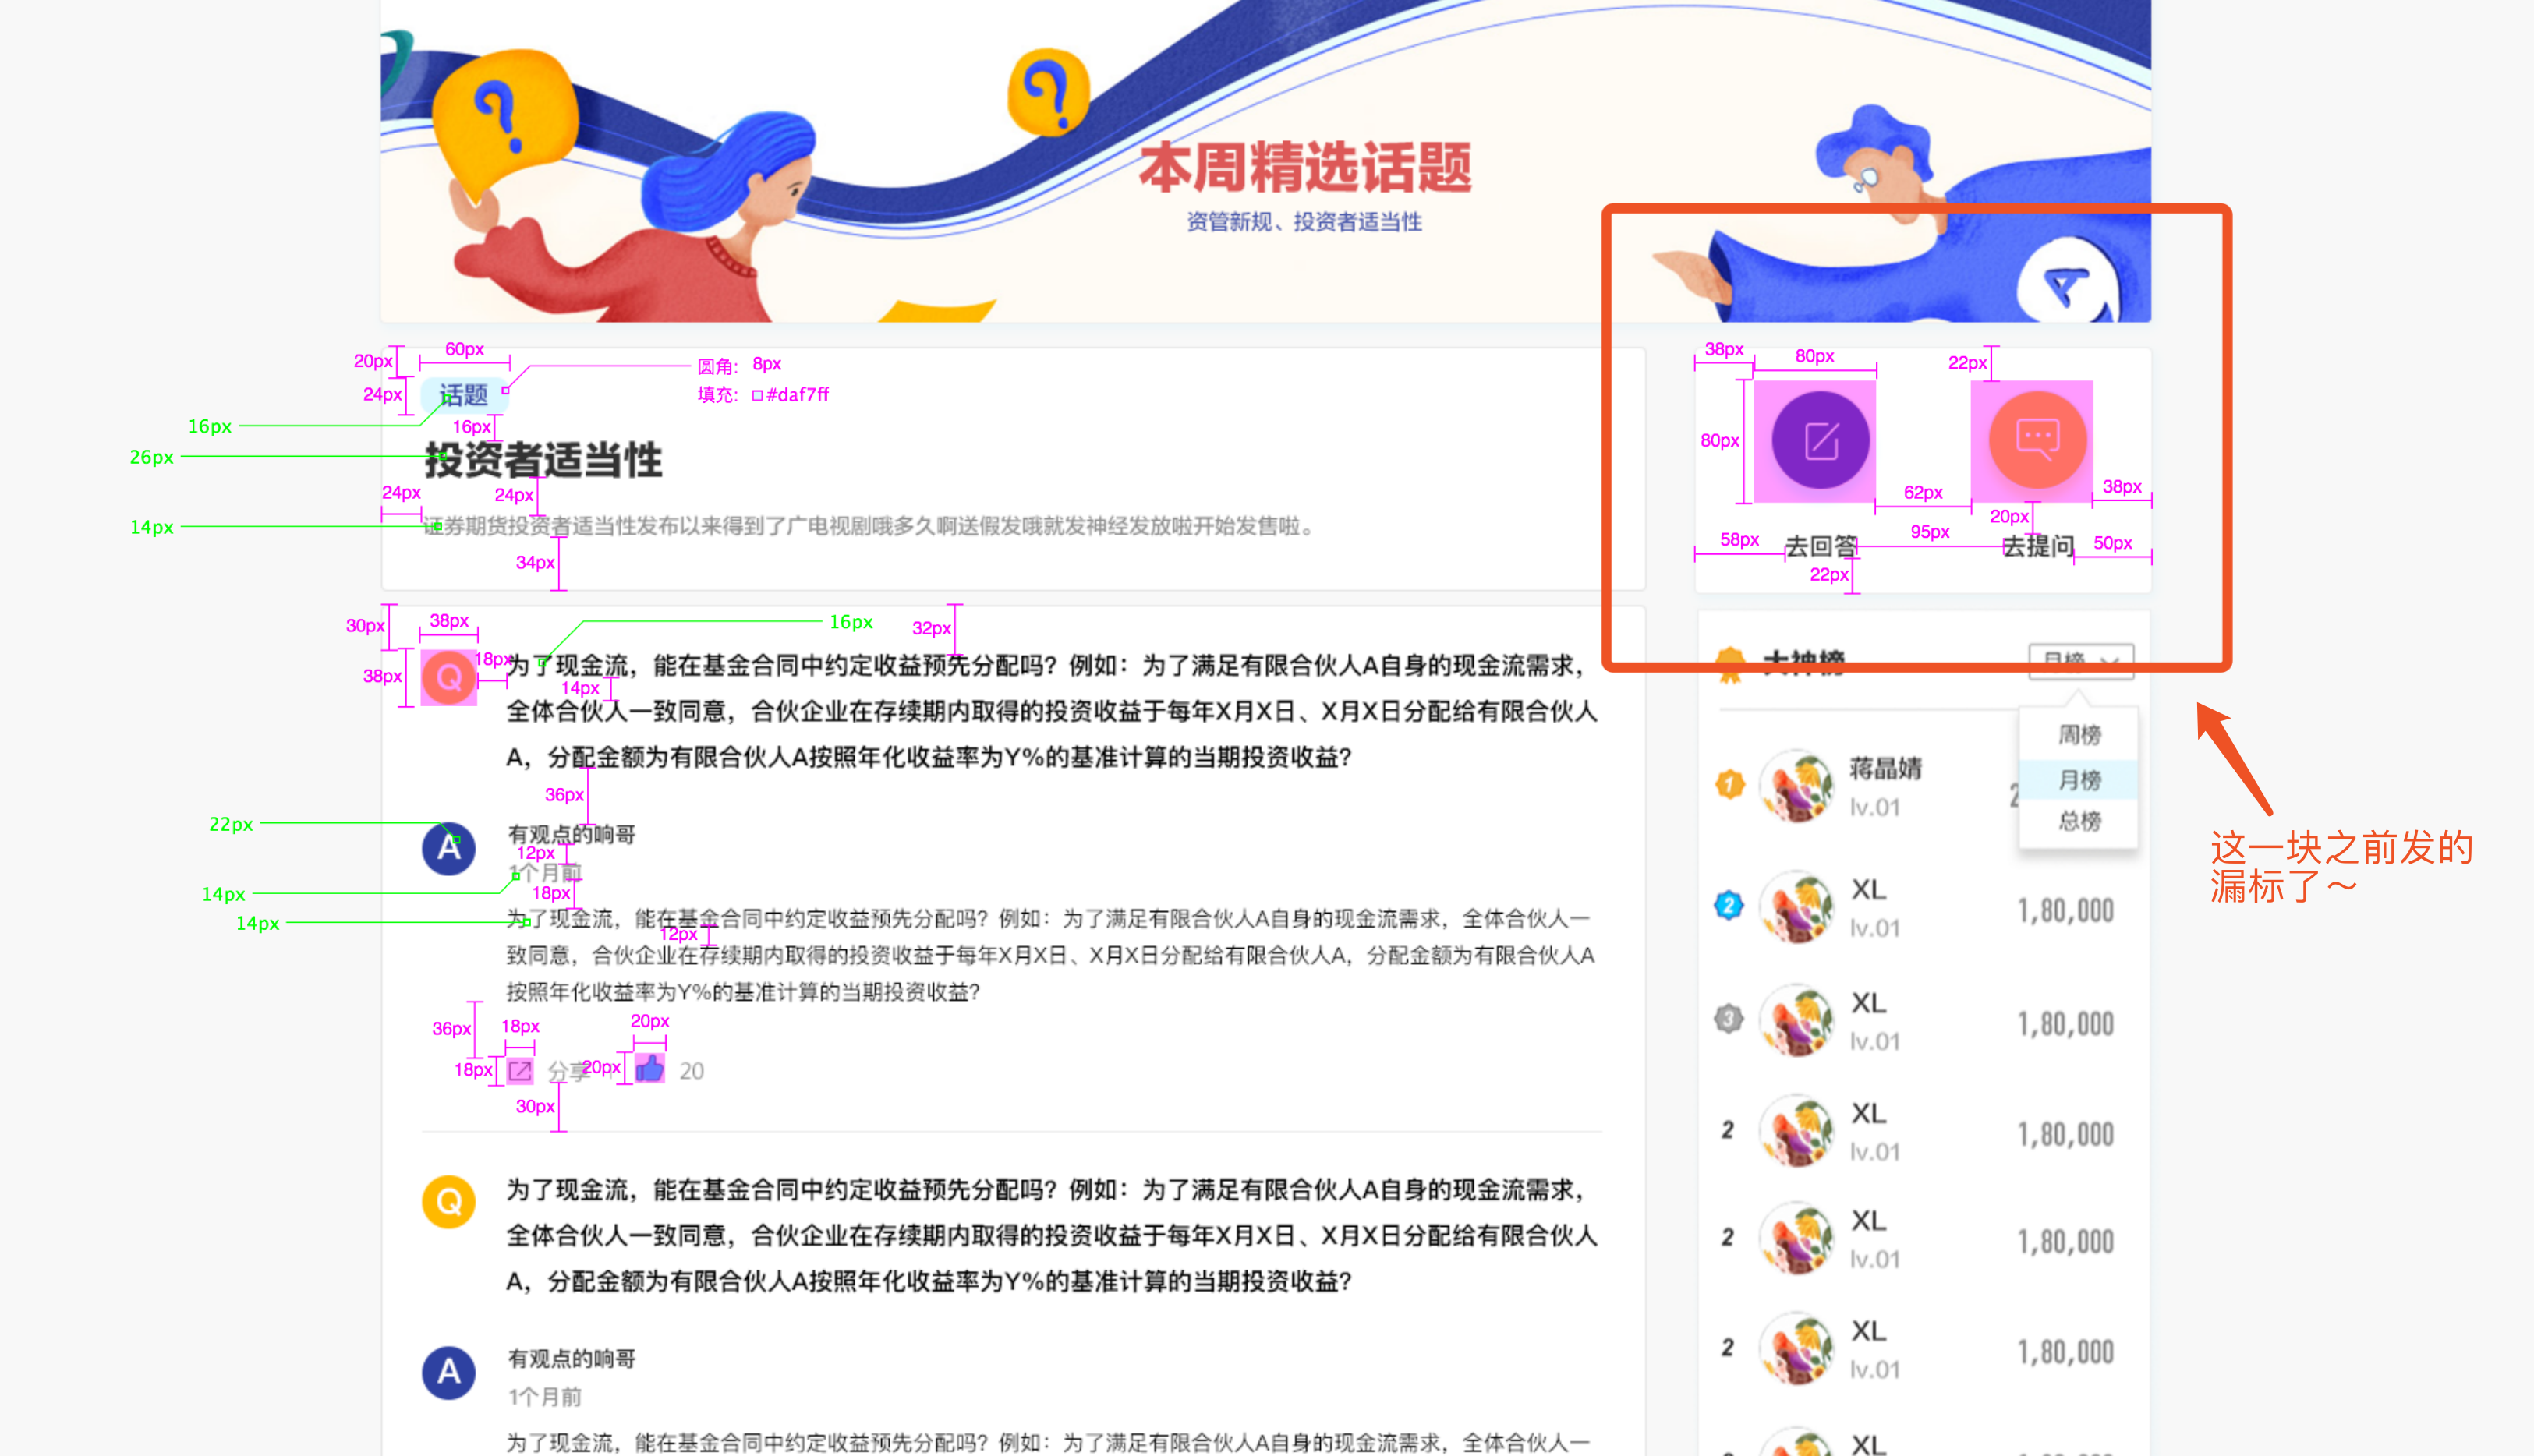 本周精选话题
资管新规、投资者适当性
20px
60px
圆角： 8px
24px
话题
填充： #daf7ff
16px
16px
26px
投资者适当性
24px
24px
14px
证券期货投资者适当性发布以来得到了广电视剧哦多久啊送假发哦就发神经发放啦开始发售啦。
34px
38px
80px
22px
80px
62px
38px
20px
58px
去回答
95px
去提问
50px
22px
30px
38px
16px
32px
38px
Q
18px
为了现金流，能在基金合同中约定收益预先分配吗？例如：为了满足有限合伙人A自身的现金流需求，
14px
全体合伙人一致同意，合伙企业在存续期内取得的投资收益于每年X月X日、X月X日分配给有限合伙人
A，分配金额为有限合伙人A按照年化收益率为Y%的基准计算的当期投资收益？
36px
22px
A
有观点的响哥
12px
1个月前
14px
18px
14px
为了现金流，能在基金合同中约定收益预先分配吗？例如：为了满足有限合伙人A自身的现金流需求，全体合伙人一
12px
致同意，合伙企业在存续期内取得的投资收益于每年X月X日、X月X日分配给有限合伙人A，分配金额为有限合伙人A
按照年化收益率为Y%的基准计算的当期投资收益？
36px
18px
20px
18px
分享
20px
20
30px
Q
为了现金流，能在基金合同中约定收益预先分配吗？例如：为了满足有限合伙人A自身的现金流需求，
全体合伙人一致同意，合伙企业在存续期内取得的投资收益于每年X月X日、X月X日分配给有限合伙人
A，分配金额为有限合伙人A按照年化收益率为Y%的基准计算的当期投资收益？
A
有观点的响哥
1个月前
为了现金流，能在基金合同中约定收益预先分配吗？例如：为了满足有限合伙人A自身的现金流需求，全体合伙人一
大神榜
月榜
周榜
月榜
总榜
1
蒋晶婧
lv.01
2
2
XL
lv.01
1,80,000
3
XL
lv.01
1,80,000
2
XL
lv.01
1,80,000
2
XL
lv.01
1,80,000
2
XL
lv.01
1,80,000
XL
这一块之前发的
漏标了～